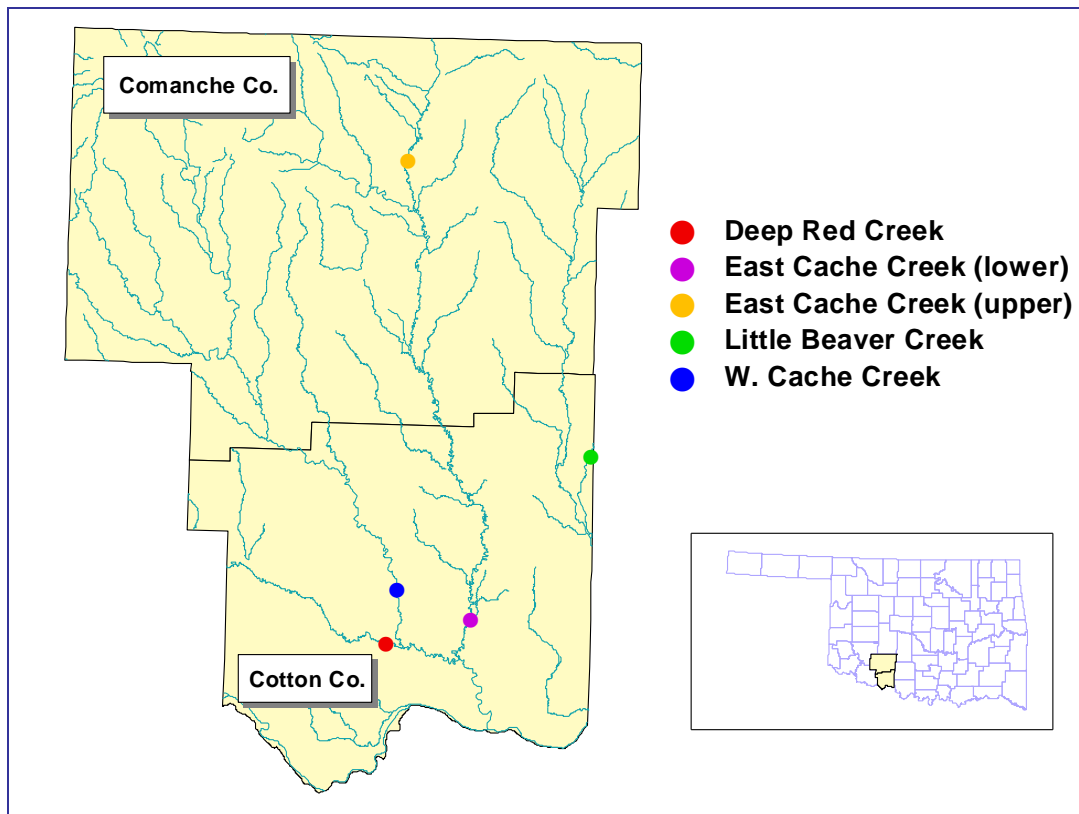 Comanche Co.
Deep Red Creek
East Cache Creek (lower)
East Cache Creek (upper)
Little Beaver Creek
W. Cache Creek
Cotton Co.